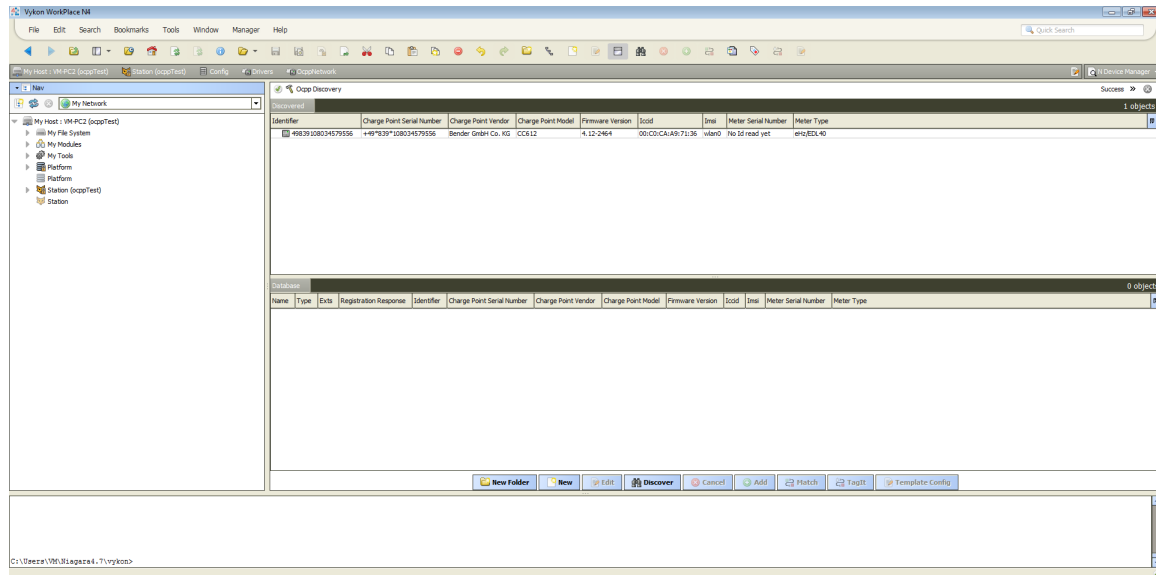 Vykon WorkPlace N4
File Edit Search Bookmarks Tools Window Manager Help
Quick Search
My Host : VM-PC2 (ocppTest) Station (ocppTest) Config Drivers OcppNetwork N Device Manager
Nav
My Network
My Host : VM-PC2 (ocppTest)
My File System
My Modules
My Tools
Platform
Platform
Station (ocppTest)
Station
Ocpp Discovery Success »
Discovered 1 objects
Identifier Charge Point Serial Number Charge Point Vendor Charge Point Model Firmware Version Iccid Imsi Meter Serial Number Meter Type
49839108034579556 +49*839*108034579556 Bender GmbH Co. KG CC612 4.12-2464 00:C0:CA:A9:71:36 wlan0 No Id read yet eHz/EDL40
Database 0 objects
Name Type Exts Registration Response Identifier Charge Point Serial Number Charge Point Vendor Charge Point Model Firmware Version Iccid Imsi Meter Serial Number Meter Type
New Folder New Edit Discover Cancel Add Match TagIt Template Config
C:\Users\VM\Niagara4.7\vykon>